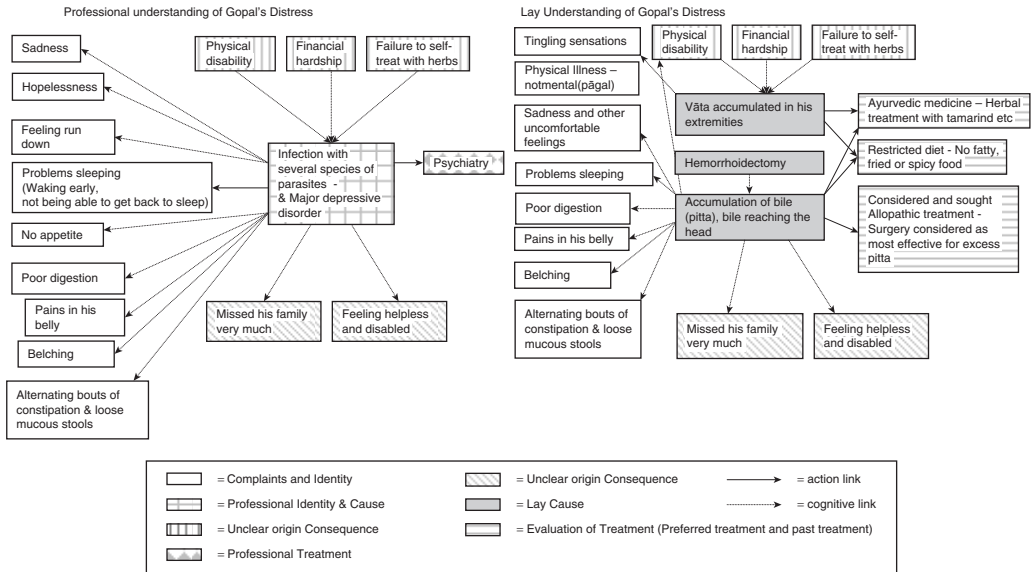 Professional understanding of Gopal's Distress
Sadness
Hopelessness
Feeling run
down
Problems sleeping
(Waking early,
not being able to get back to sleep)
No appetite
Poor digestion
Pains in his
belly
Belching
Alternating bouts of
constipation & loose
mucous stools
Physical
disability
Financial
hardship
Failure to self-
treat with herbs
Infection with
several species of
parasites -
& Major depressive
disorder
Psychiatry
Missed his family
very much
Feeling helpless
and disabled
Lay Understanding of Gopal's Distress
Tingling sensations
Physical Illness –
notmental(pāgal)
Sadness and other
uncomfortable
feelings
Problems sleeping
Poor digestion
Pains in his belly
Belching
Alternating bouts of
constipation & loose
mucous stools
Physical
disability
Financial
hardship
Failure to self-
treat with herbs
Vāta accumulated in his
extremities
Hemorrhoidectomy
Accumulation of bile
(pitta), bile reaching the
head
Ayurvedic medicine – Herbal
treatment with tamarind etc
Restricted diet - No fatty,
fried or spicy food
Considered and sought
Allopathic treatment -
Surgery considered as
most effective for excess
pitta
Missed his family
very much
Feeling helpless
and disabled
= Complaints and Identity
= Professional Identity & Cause
= Unclear origin Consequence
= Professional Treatment
= Unclear origin Consequence
= Lay Cause
= Evaluation of Treatment (Preferred treatment and past treatment)
= action link
= cognitive link